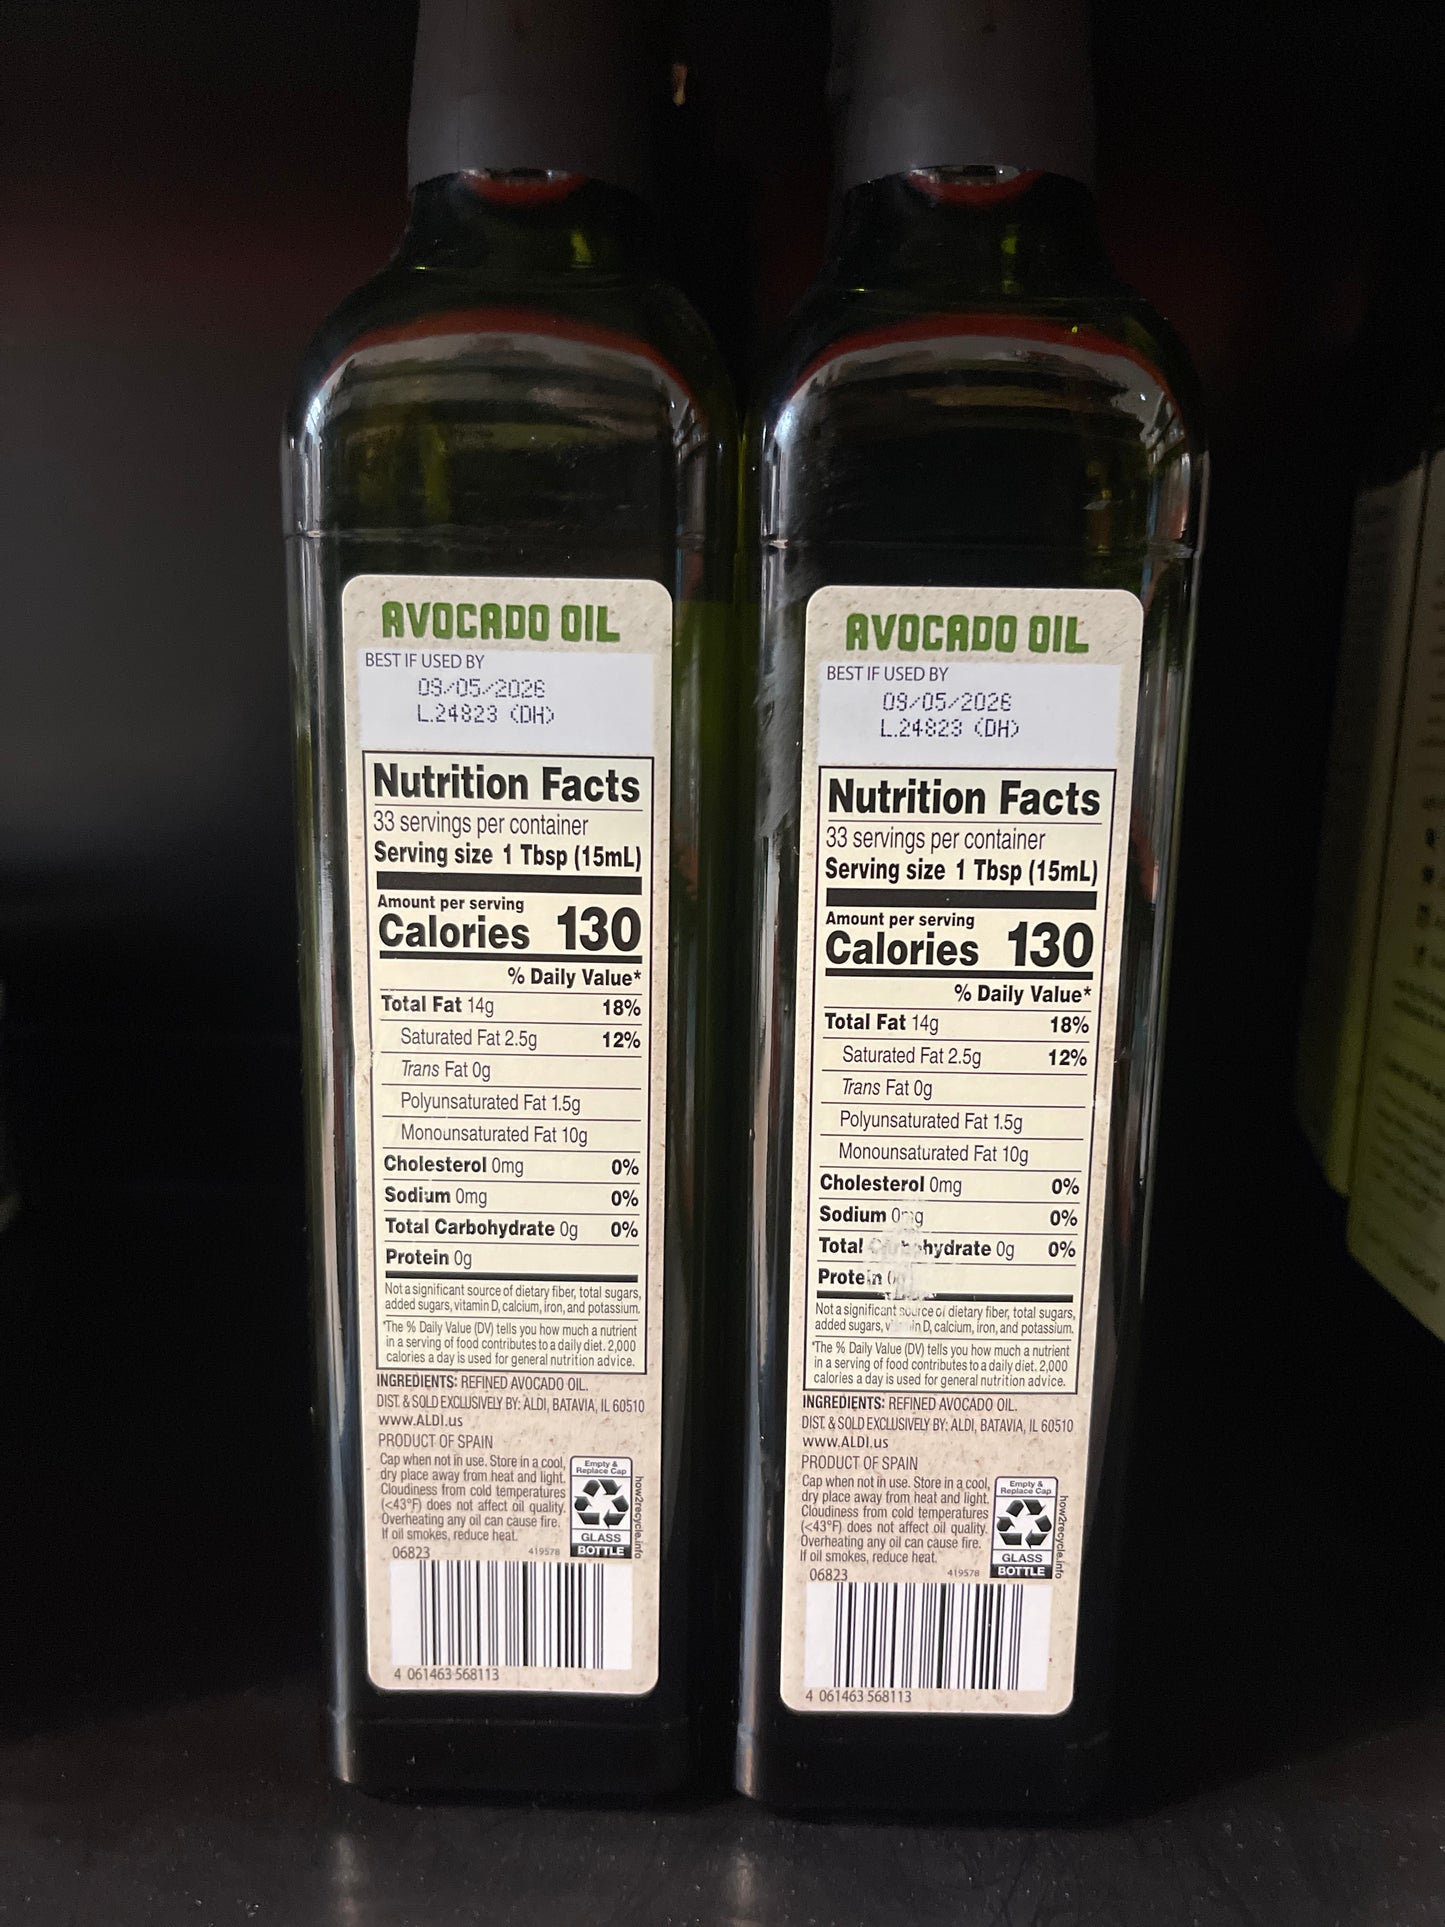 AVOCADO OIL
BEST IF USED BY
09/05/2026
L.24823 (DH)
Nutrition Facts
33 servings per container
Serving size 1 Tbsp (15mL)
Amount per serving
Calories 130
% Daily Value*
Total Fat 14g 18%
Saturated Fat 2.5g 12%
Trans Fat 0g
Polyunsaturated Fat 1.5g
Monounsaturated Fat 10g
Cholesterol 0mg 0%
Sodium 0mg 0%
Total Carbohydrate 0g 0%
Protein 0g
Not a significant source of dietary fiber, total sugars,
added sugars, vitamin D, calcium, iron, and potassium.
*The % Daily Value (DV) tells you how much a nutrient
in a serving of food contributes to a daily diet. 2,000
calories a day is used for general nutrition advice.
INGREDIENTS: REFINED AVOCADO OIL.
DIST. & SOLD EXCLUSIVELY BY: ALDI, BATAVIA, IL 60510
www.ALDI.us
PRODUCT OF SPAIN
Cap when not in use. Store in a cool,
dry place away from heat and light.
Cloudiness from cold temperatures
(<43°F) does not affect oil quality.
Overheating any oil can cause fire.
If oil smokes, reduce heat.
Empty &
Replace Cap
how2recycle.info
GLASS
BOTTLE
06823 419578
4 061463 568113
AVOCADO OIL
BEST IF USED BY
09/05/2026
L.24823 (DH)
Nutrition Facts
33 servings per container
Serving size 1 Tbsp (15mL)
Amount per serving
Calories 130
% Daily Value*
Total Fat 14g 18%
Saturated Fat 2.5g 12%
Trans Fat 0g
Polyunsaturated Fat 1.5g
Monounsaturated Fat 10g
Cholesterol 0mg 0%
Sodium 0mg 0%
Total Carbohydrate 0g 0%
Protein
Not a significant source of dietary fiber, total sugars,
added sugars, D, calcium, iron, and potassium.
*The % Daily Value (DV) tells you how much a nutrient
in a serving of food contributes to a daily diet. 2,000
calories a day is used for general nutrition advice.
INGREDIENTS: REFINED AVOCADO OIL.
DIST. & SOLD EXCLUSIVELY BY: ALDI, BATAVIA, IL 60510
www.ALDI.us
PRODUCT OF SPAIN
Cap when not in use. Store in a cool,
dry place away from heat and light.
Cloudiness from cold temperatures
(<43°F) does not affect oil quality.
Overheating any oil can cause fire.
If oil smokes, reduce heat.
Empty &
Replace Cap
how2recycle.info
GLASS
BOTTLE
06823 419578
4 061463 568113